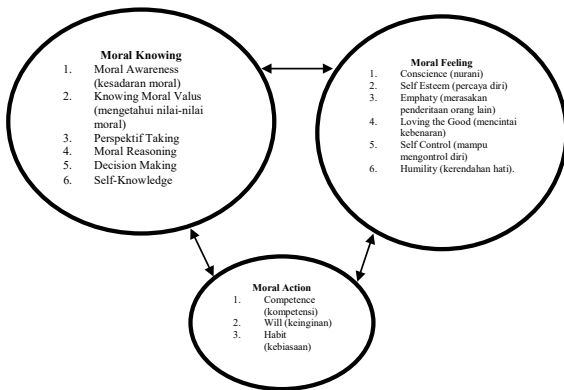 Moral Knowing
1. Moral Awareness
(kesadaran moral)
2. Knowing Moral Valus
(mengetahui nilai-nilai
moral)
3. Perspektif Taking
4. Moral Reasoning
5. Decision Making
6. Self-Knowledge
Moral Feeling
1. Conscience (nurani)
2. Self Esteem (percaya diri)
3. Emphaty (merasakan
penderitaan orang lain)
4. Loving the Good (mencintai
kebenaran)
5. Self Control (mampu
mengontrol diri)
6. Humility (kerendahan hati).
Moral Action
1. Competence
(kompetensi)
2. Will (keinginan)
3. Habit
(kebiasaan)